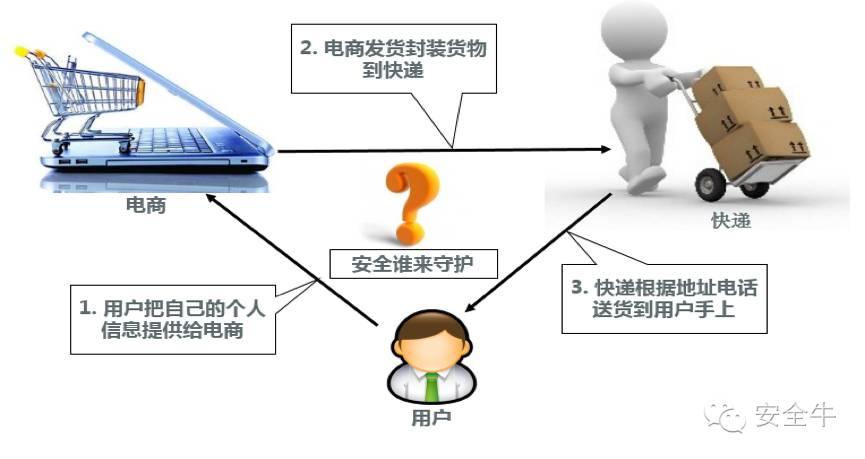 2. 电商发货封装货物
到快递
电商
快递
安全谁来守护
1. 用户把自己的个人
信息提供给电商
3. 快递根据地址电话
送货到用户手上
用户
安全牛